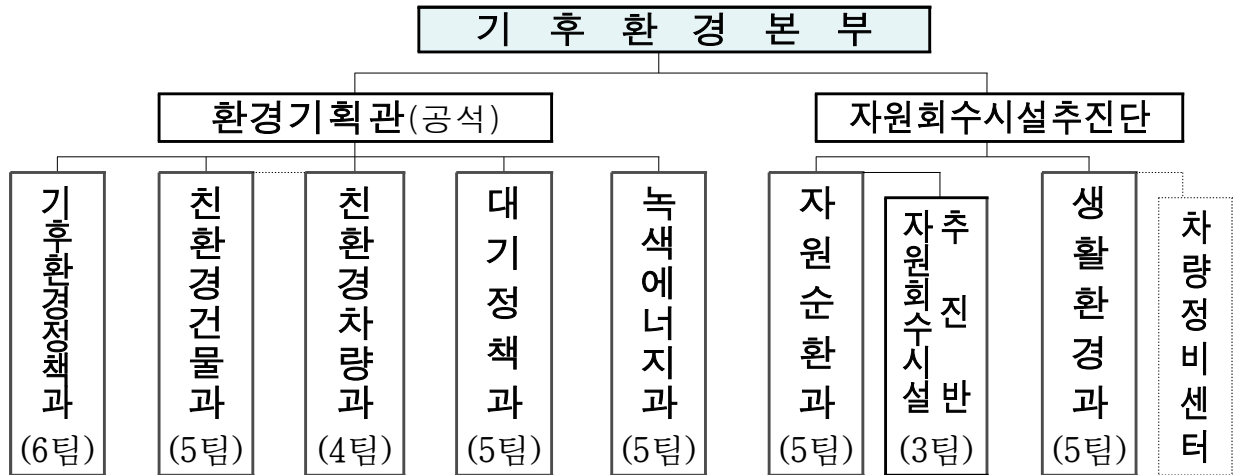 기 후 환 경 본 부
환경기획관(공석)
자원회수시설추진단
기후환경정책과
(6팀)
친환경건물과
(5팀)
친환경차량과
(4팀)
대기정책과
(5팀)
녹색에너지과
(5팀)
자원순환과
(5팀)
자원회수시설
추진반
(3팀)
생활환경과
(5팀)
차량정비센터